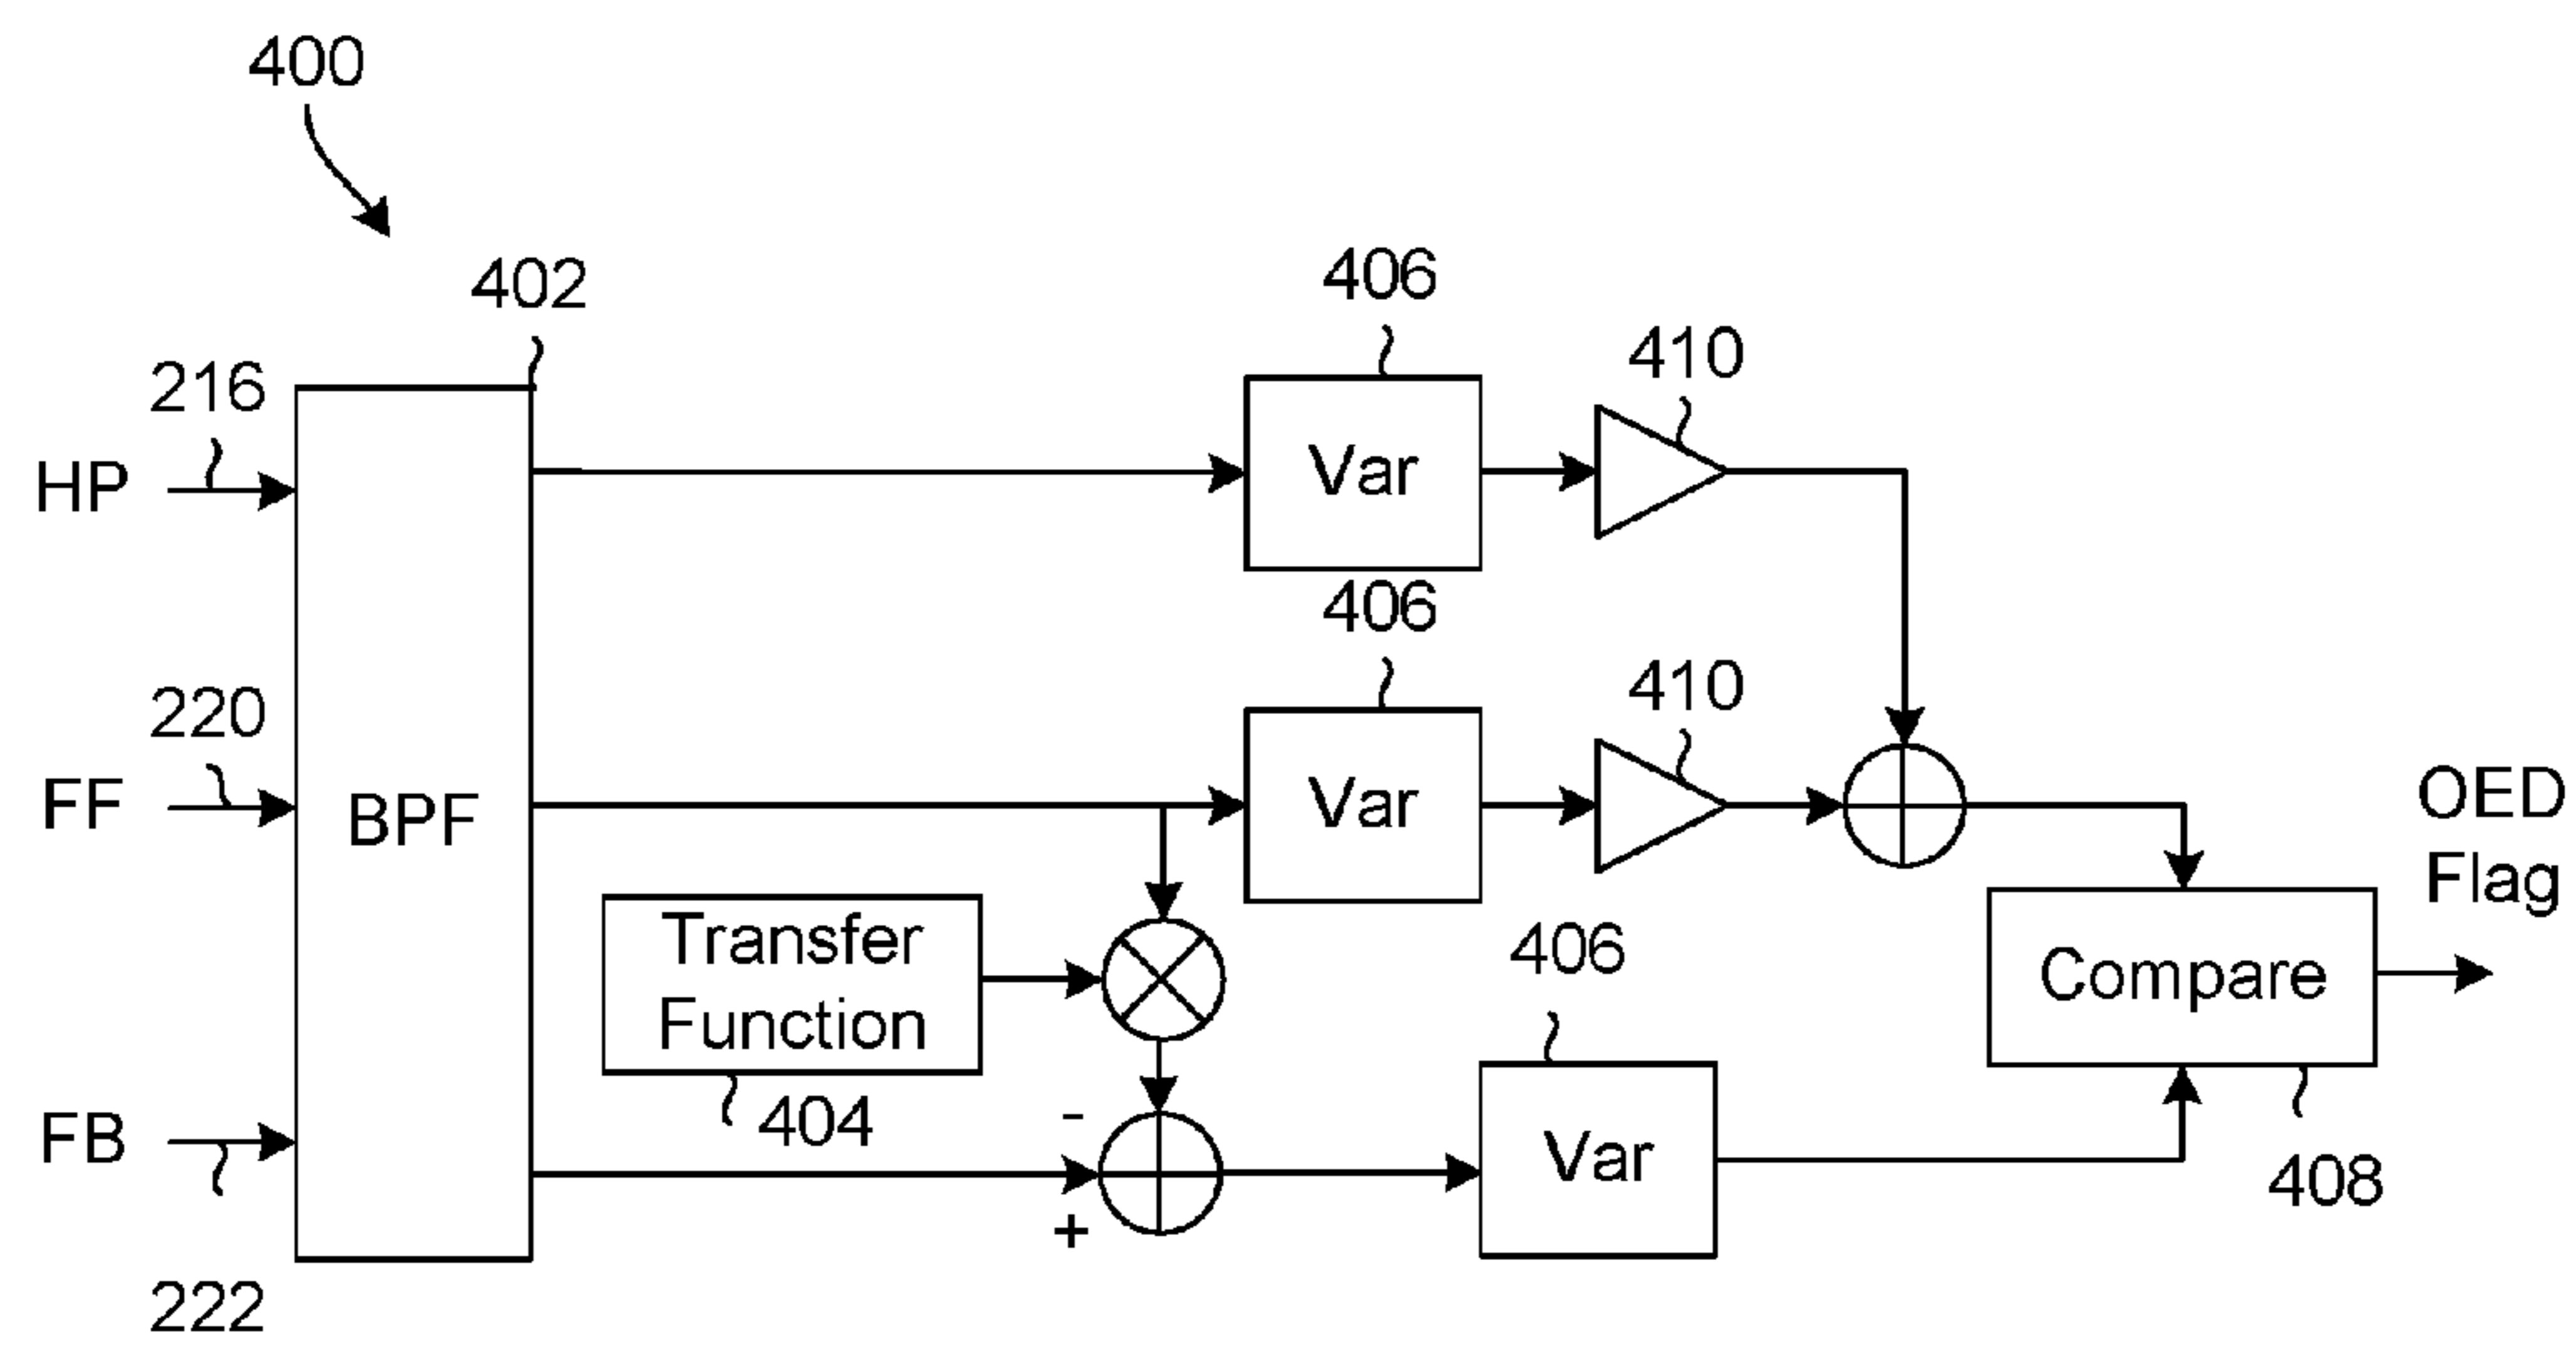 400
402
406
410
216
HP
Var
406
410
220
FF
BPF
Var
OED
Flag
Transfer
Function
406
Compare
404
-
FB
Var
+
408
222